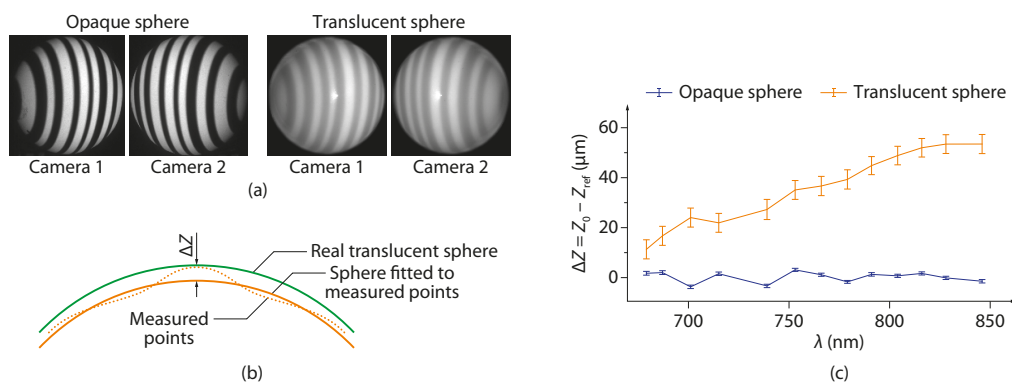 Opaque sphere
Translucent sphere
Camera 1
Camera 2
Camera 1
Camera 2
(a)
ΔZ
Real translucent sphere
Sphere fitted to
measured points
Measured
points
(b)
Opaque sphere
Translucent sphere
ΔZ = Z₀ – Z_ref (μm)
60
40
20
0
700
750
800
850
λ (nm)
(c)